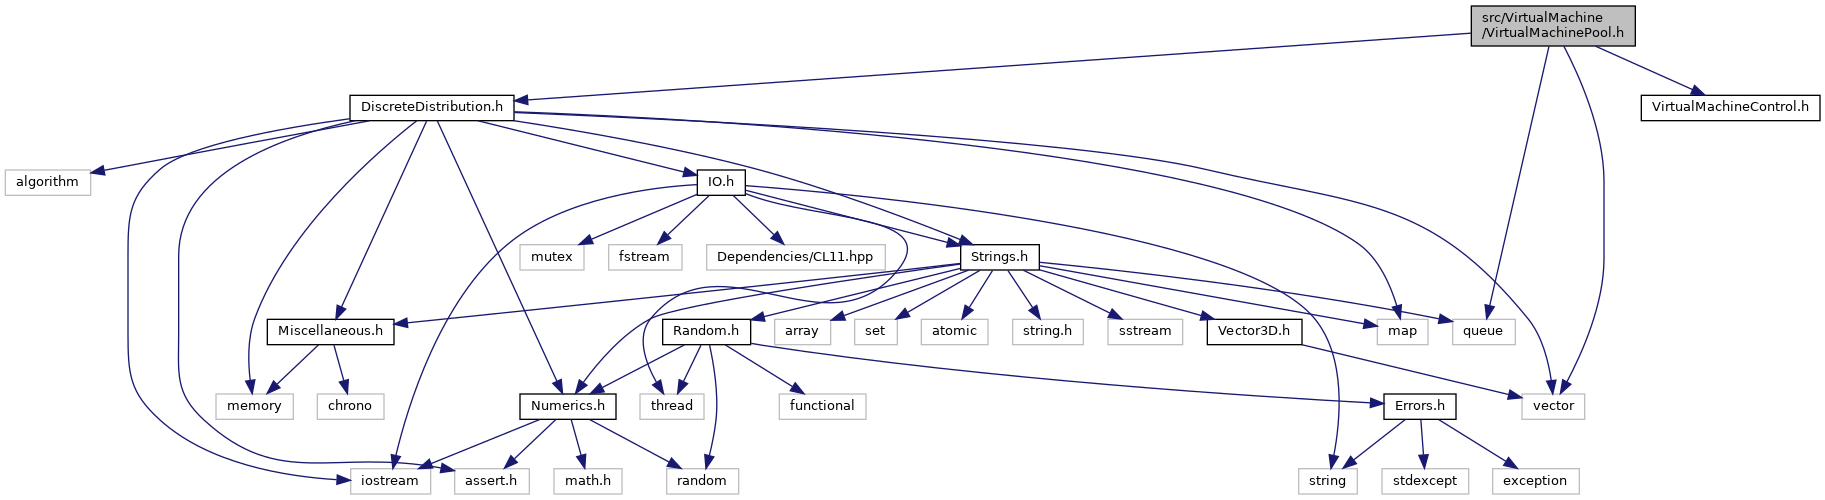 src/VirtualMachine
/VirtualMachinePool.h
DiscreteDistribution.h
VirtualMachineControl.h
algorithm
IO.h
mutex
fstream
Dependencies/CL11.hpp
Strings.h
Miscellaneous.h
Random.h
array
set
atomic
string.h
sstream
Vector3D.h
map
queue
memory
chrono
Numerics.h
thread
functional
Errors.h
vector
iostream
assert.h
math.h
random
string
stdexcept
exception